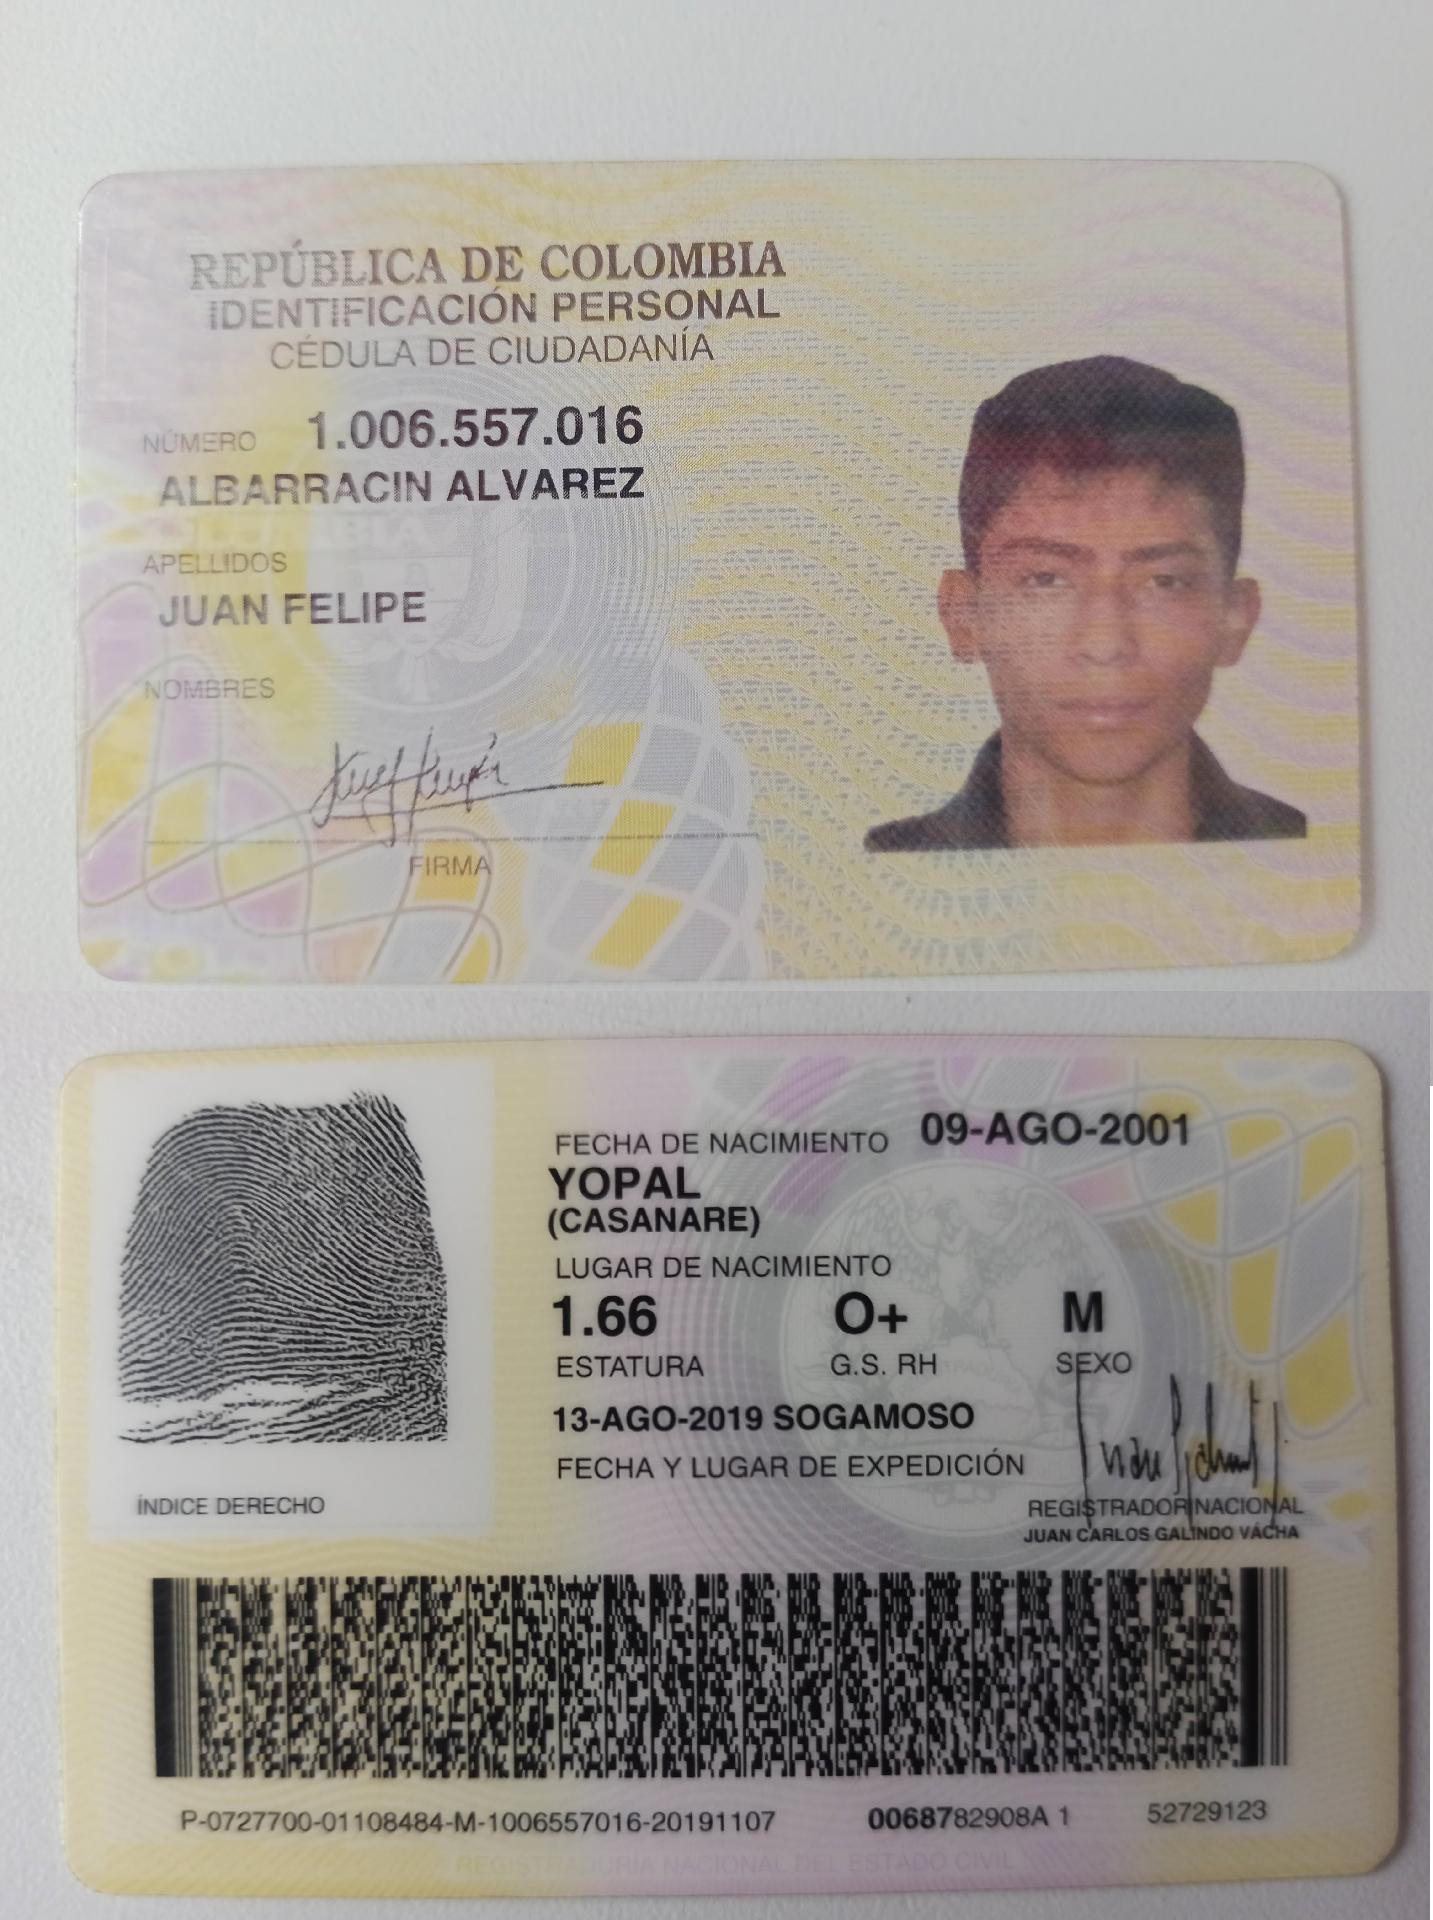 REPÚBLICA DE COLOMBIA
IDENTIFICACIÓN PERSONAL
CÉDULA DE CIUDADANÍA
NÚMERO 1.006.557.016
ALBARRACIN ALVAREZ
APELLIDOS
JUAN FELIPE
NOMBRES
FIRMA
FECHA DE NACIMIENTO 09-AGO-2001
YOPAL
(CASANARE)
LUGAR DE NACIMIENTO
1.66 O+ M
ESTATURA G.S. RH SEXO
13-AGO-2019 SOGAMOSO
FECHA Y LUGAR DE EXPEDICIÓN
ÍNDICE DERECHO
REGISTRADOR NACIONAL
JUAN CARLOS GALINDO VÁCHA
P-0727700-01108484-M-1006557016-20191107 0068782908A 1 52729123
REGISTRADURÍA NACIONAL DEL ESTADO CIVIL